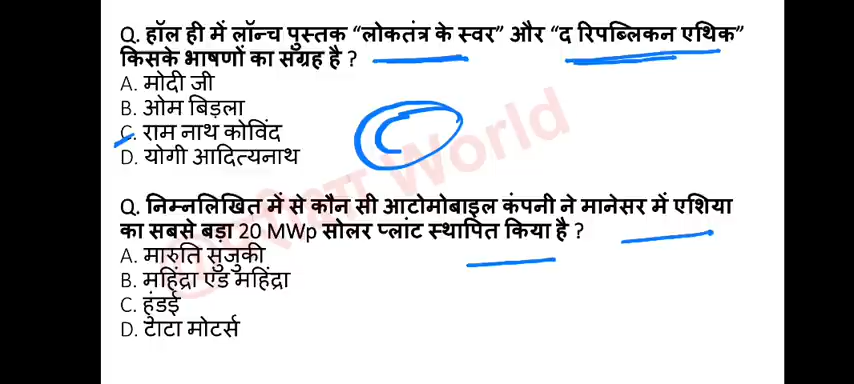 Q. हॉल ही में लॉन्च पुस्तक “लोकतंत्र के स्वर” और “द रिपब्लिकन एथिक”
किसके भाषणों का संग्रह है ?
A. मोदी जी
B. ओम बिड़ला
C. राम नाथ कोविंद
D. योगी आदित्यनाथ
Q. निम्नलिखित में से कौन सी आटोमोबाइल कंपनी ने मानेसर में एशिया
का सबसे बड़ा 20 MWp सोलर प्लांट स्थापित किया है ?
A. मारुति सुजुकी
B. महिंद्रा एंड महिंद्रा
C. हुंडई
D. टाटा मोटर्स
World